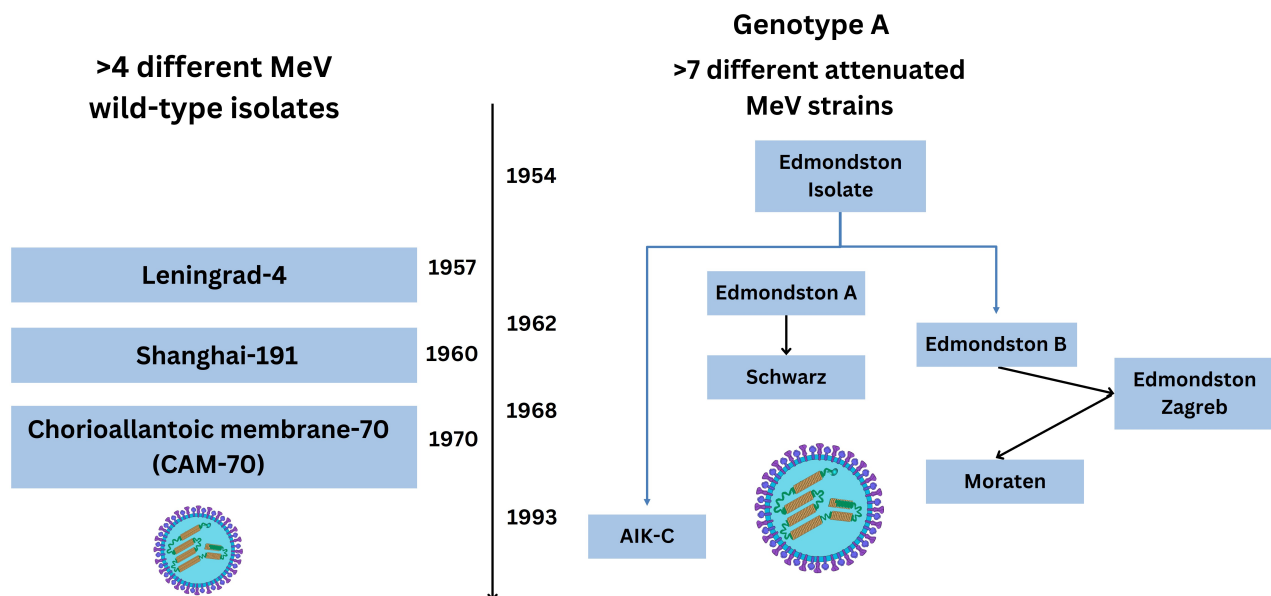 >4 different MeV
wild-type isolates
Leningrad-4
1957
Shanghai-191
1960
Chorioallantoic membrane-70
(CAM-70)
1970
1954
1962
1968
1993
Genotype A
>7 different attenuated
MeV strains
Edmondston
Isolate
Edmondston A
Schwarz
Edmondston B
Edmondston
Zagreb
Moraten
AIK-C